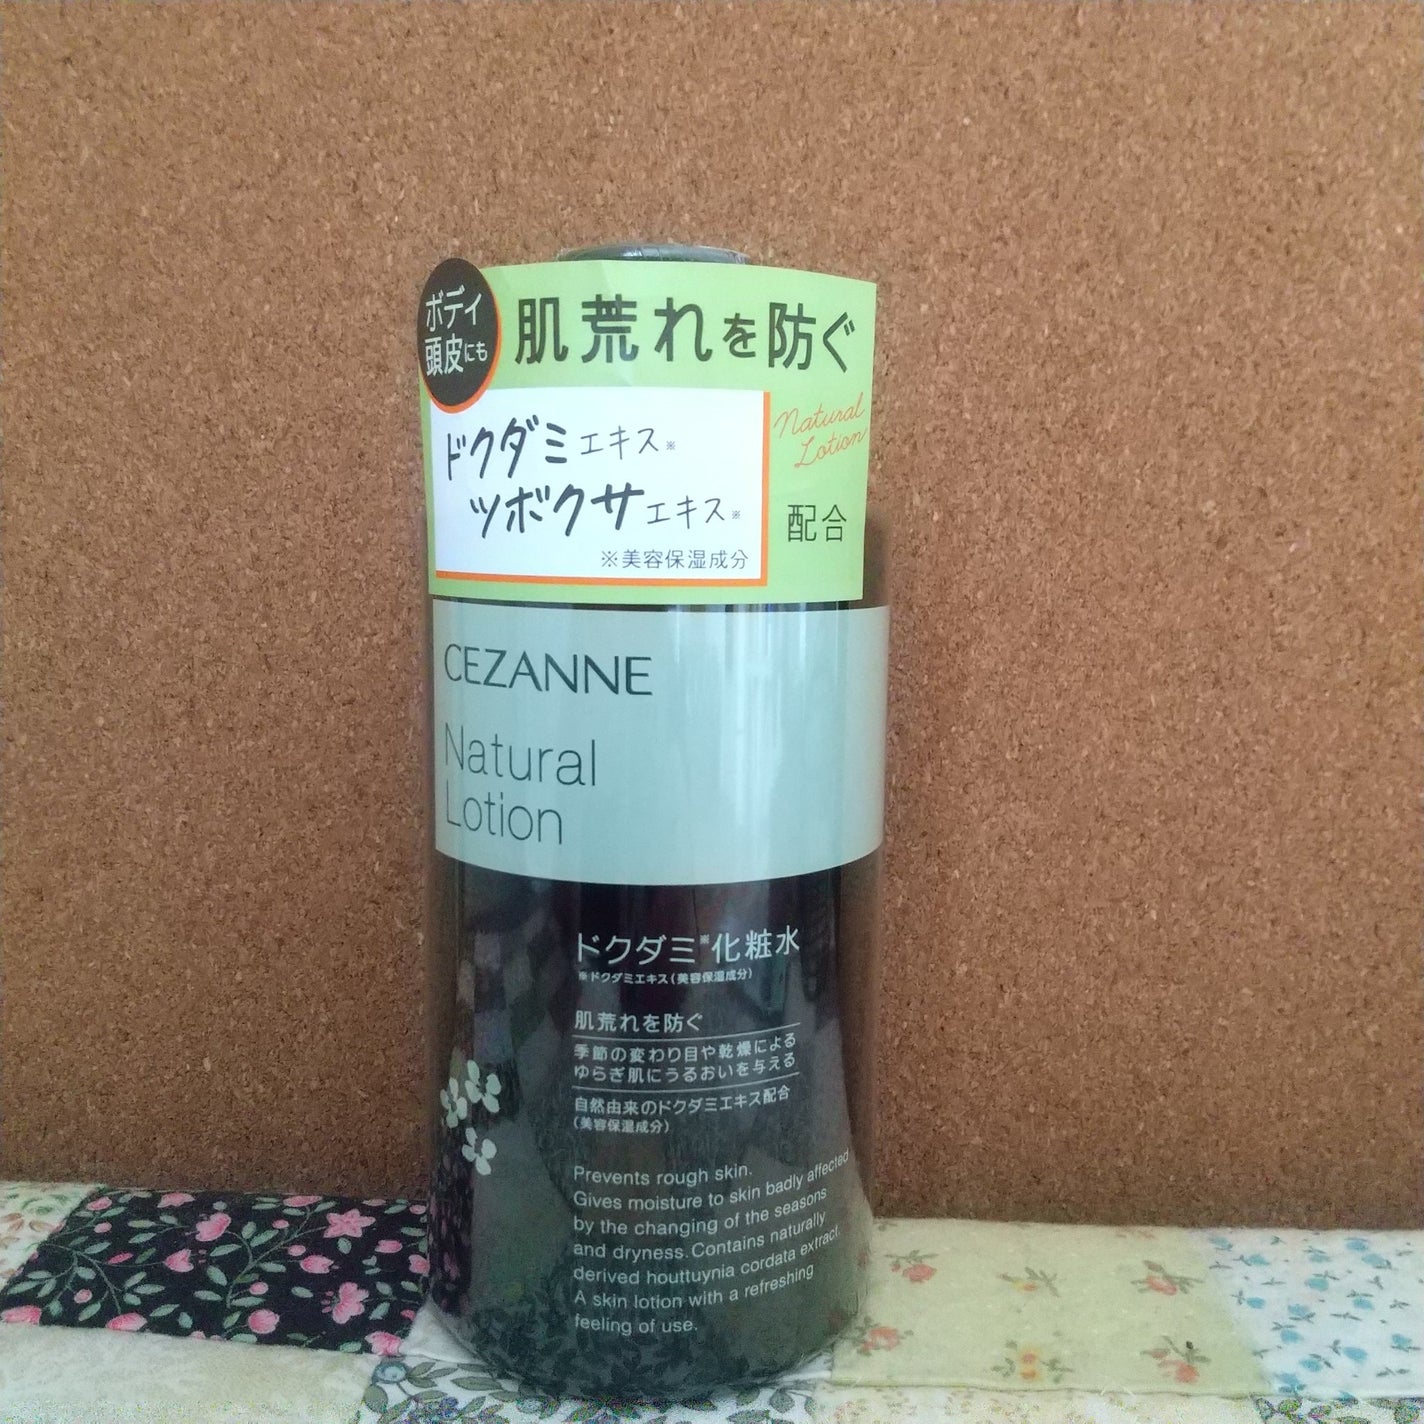 ボディ
頭皮にも
肌荒れを防ぐ
ドクダミエキス※
ツボクサエキス※
※美容保湿成分
Natural
Lotion
配合
CEZANNE
Natural
Lotion
ドクダミ※化粧水
※ドクダミエキス(美容保湿成分)
肌荒れを防ぐ
季節の変わり目や乾燥による
ゆらぎ肌にうるおいを与える
自然由来のドクダミエキス配合
(美容保湿成分)
Prevents rough skin.
Gives moisture to skin badly affected
by the changing of the seasons
and dryness. Contains naturally
derived houttuynia cordata extract.
A skin lotion with a refreshing
feeling of use.